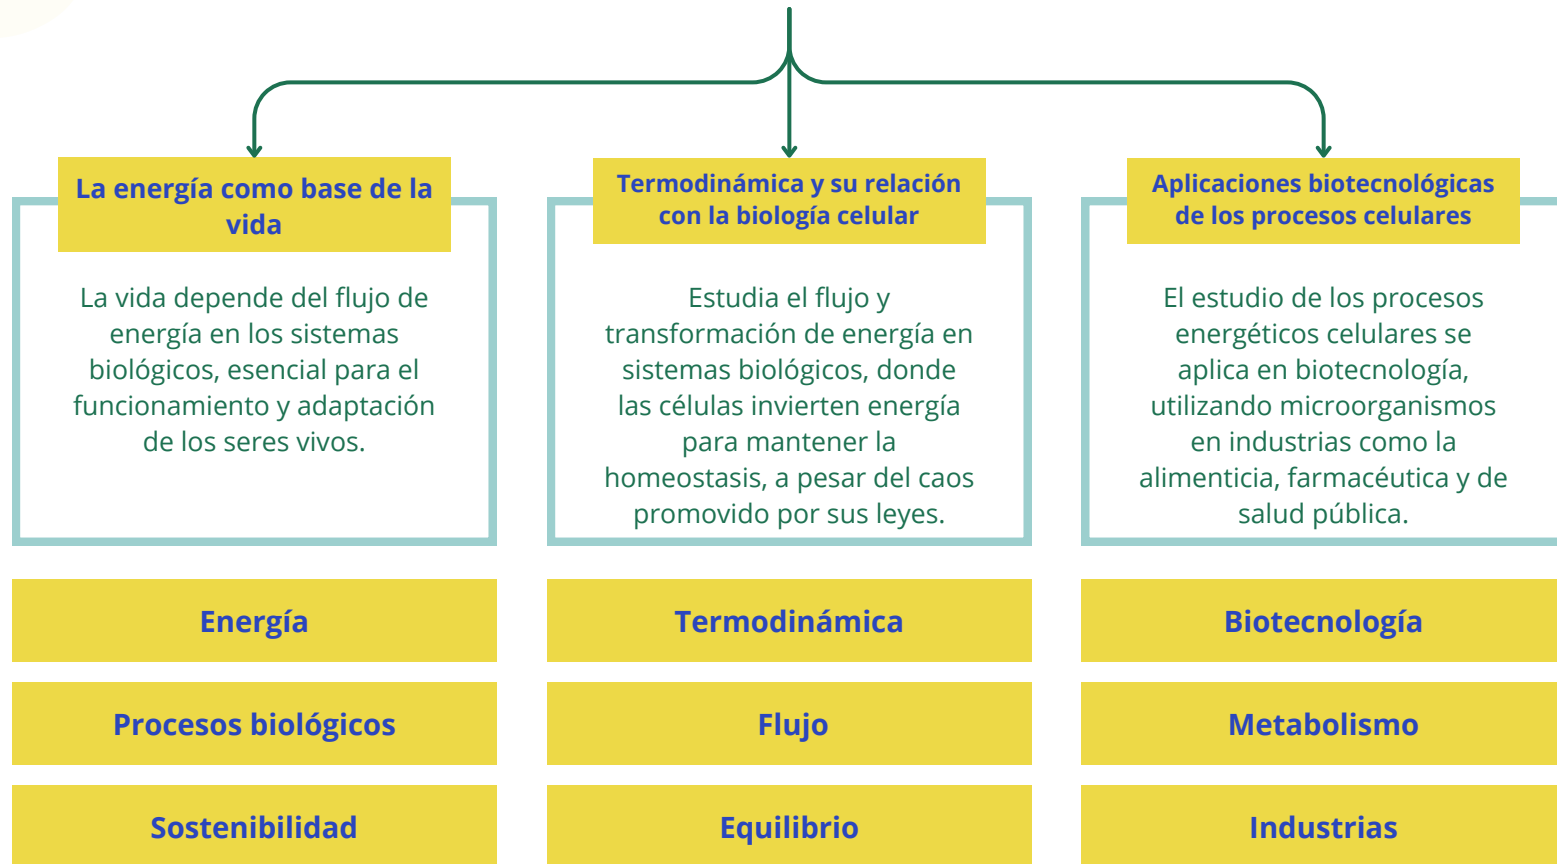 La energía como base de la
vida
La vida depende del flujo de
energía en los sistemas
biológicos, esencial para el
funcionamiento y adaptación
de los seres vivos.
Energía
Procesos biológicos
Sostenibilidad
Termodinámica y su relación
con la biología celular
Estudia el flujo y
transformación de energía en
sistemas biológicos, donde
las células invierten energía
para mantener la
homeostasis, a pesar del caos
promovido por sus leyes.
Termodinámica
Flujo
Equilibrio
Aplicaciones biotecnológicas
de los procesos celulares
El estudio de los procesos
energéticos celulares se
aplica en biotecnología,
utilizando microorganismos
en industrias como la
alimenticia, farmacéutica y de
salud pública.
Biotecnología
Metabolismo
Industrias